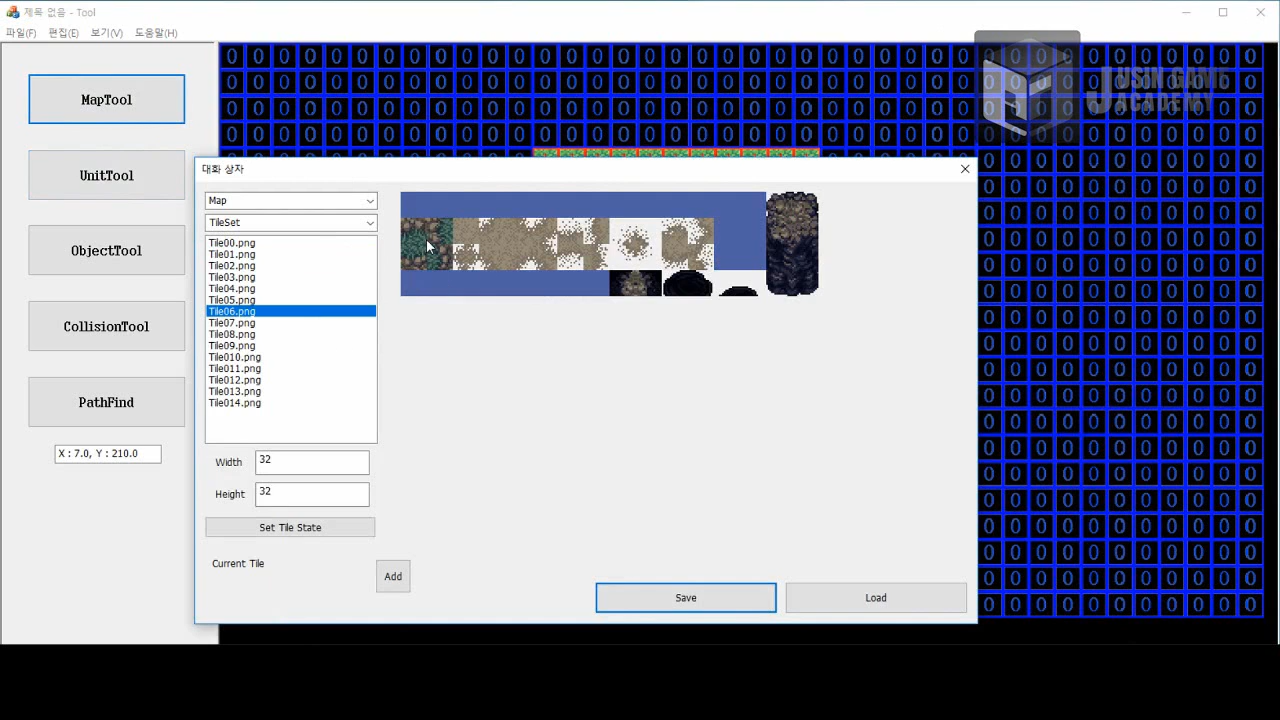 제목 없음 - Tool
파일(F) 편집(E) 보기(V) 도움말(H)
JUSIN GAME
ACADEMY
MapTool
UnitTool
ObjectTool
CollisionTool
PathFind
X : 7.0, Y : 210.0
대화 상자
Map
TileSet
Tile00.png
Tile01.png
Tile02.png
Tile03.png
Tile04.png
Tile05.png
Tile06.png
Tile07.png
Tile08.png
Tile09.png
Tile010.png
Tile011.png
Tile012.png
Tile013.png
Tile014.png
Width 32
Height 32
Set Tile State
Current Tile
Add
Save
Load